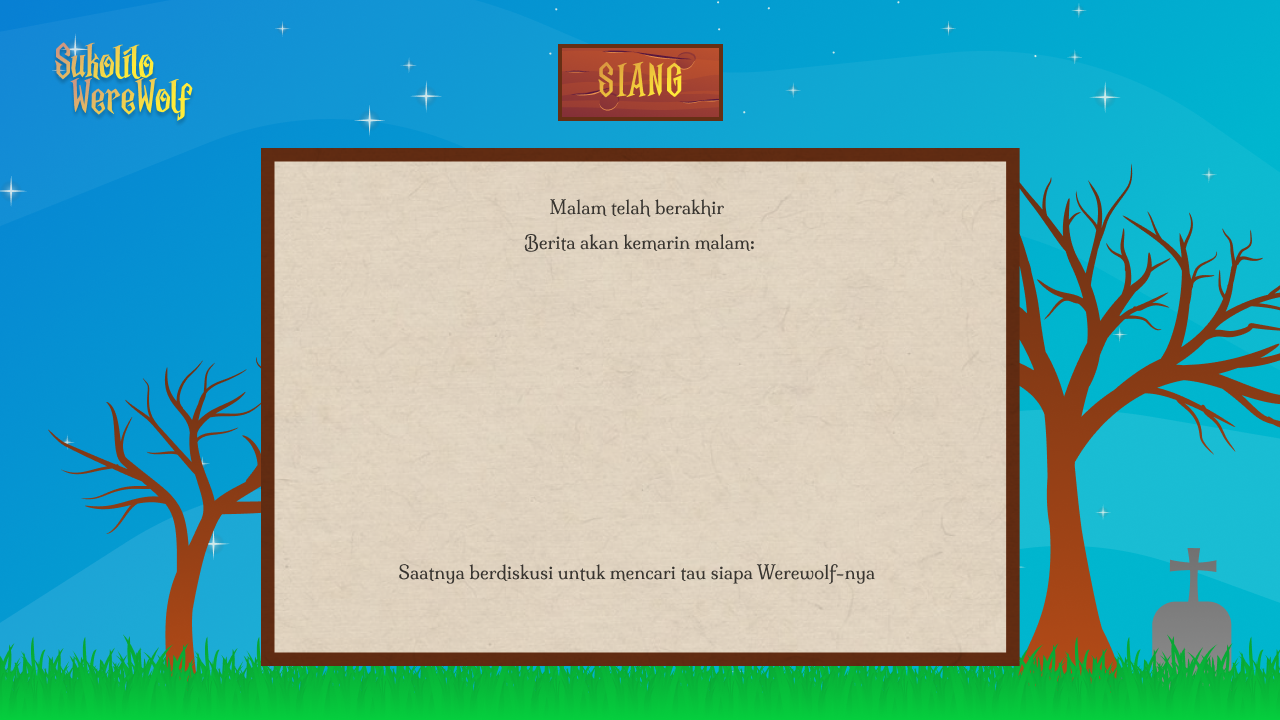 Sukolilo
WereWolf
SIANG
Malam telah berakhir
Berita akan kemarin malam:
Saatnya berdiskusi untuk mencari tau siapa Werewolf-nya